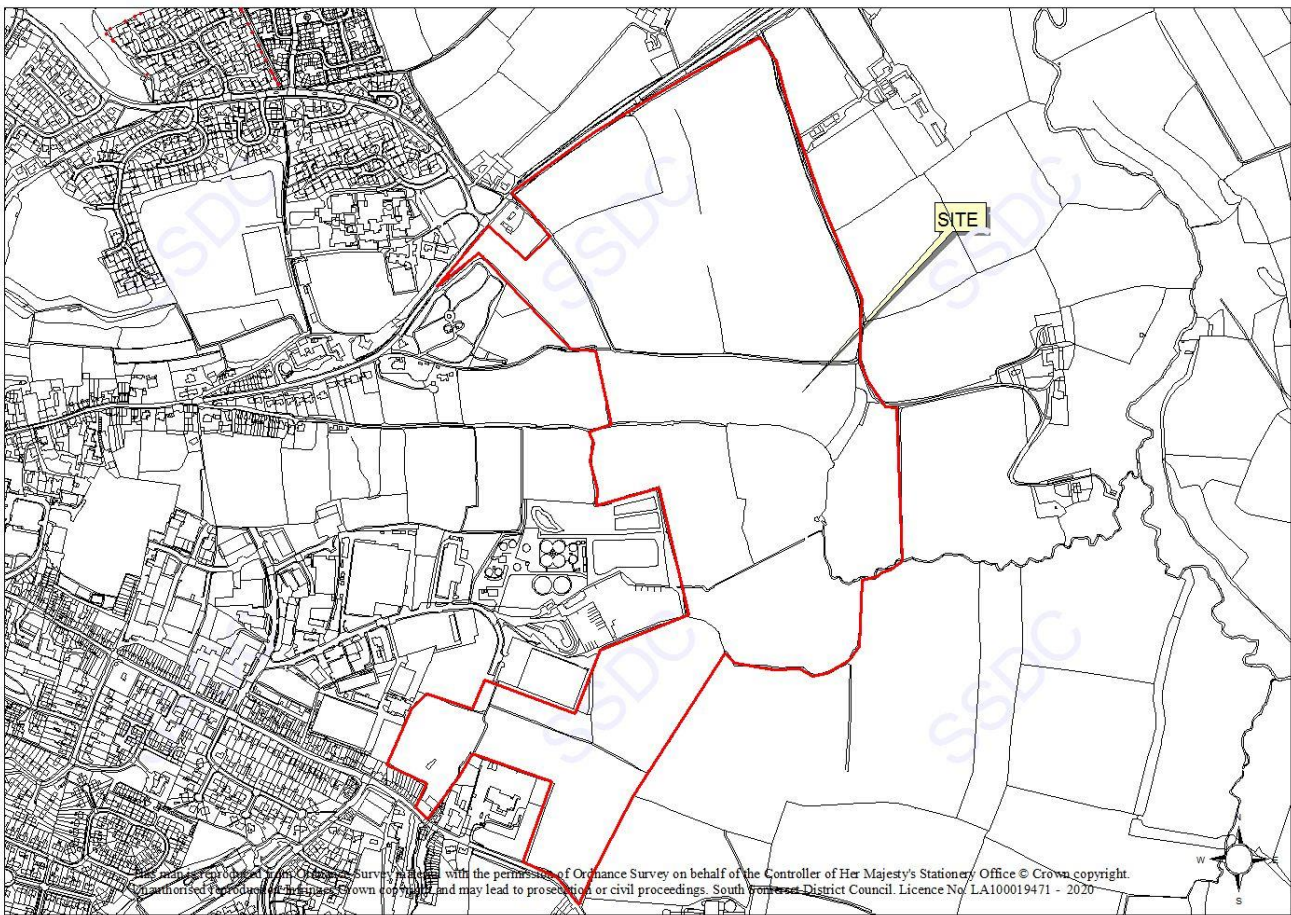 SSDC
SSDC
SSDC
SITE
SSDC
SSDC
SSDC
N
W E
S
This map is reproduced from Ordnance Survey material with the permission of Ordnance Survey on behalf of the Controller of Her Majesty's Stationery Office © Crown copyright.
Unauthorised reproduction infringes Crown copyright and may lead to prosecution or civil proceedings. South Somerset District Council. Licence No. LA100019471 - 2020